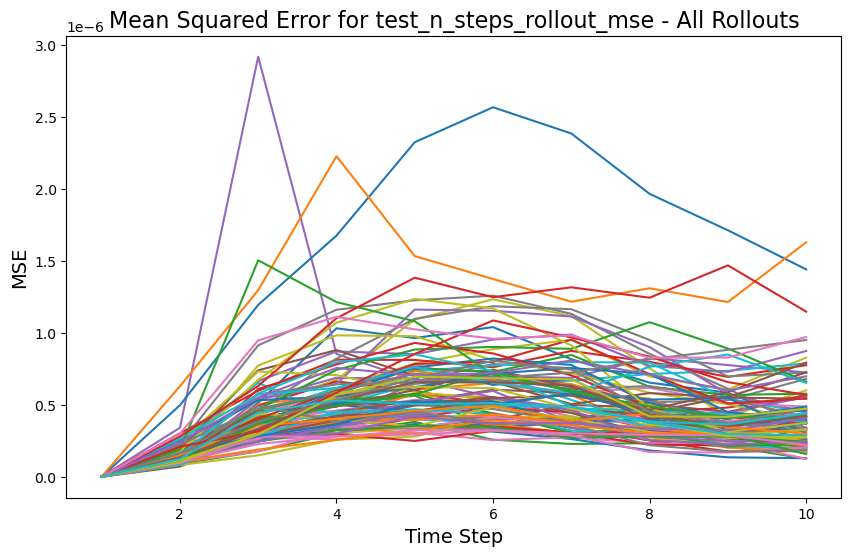 Mean Squared Error for test_n_steps_rollout_mse - All Rollouts
1e−6
3.0
2.5
2.0
1.5
1.0
0.5
0.0
MSE
2 4 6 8 10
Time Step